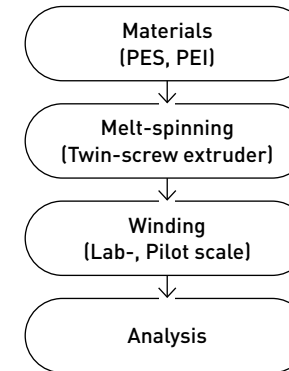 Materials
(PES, PEI)
Melt-spinning
(Twin-screw extruder)
Winding
(Lab-, Pilot scale)
Analysis